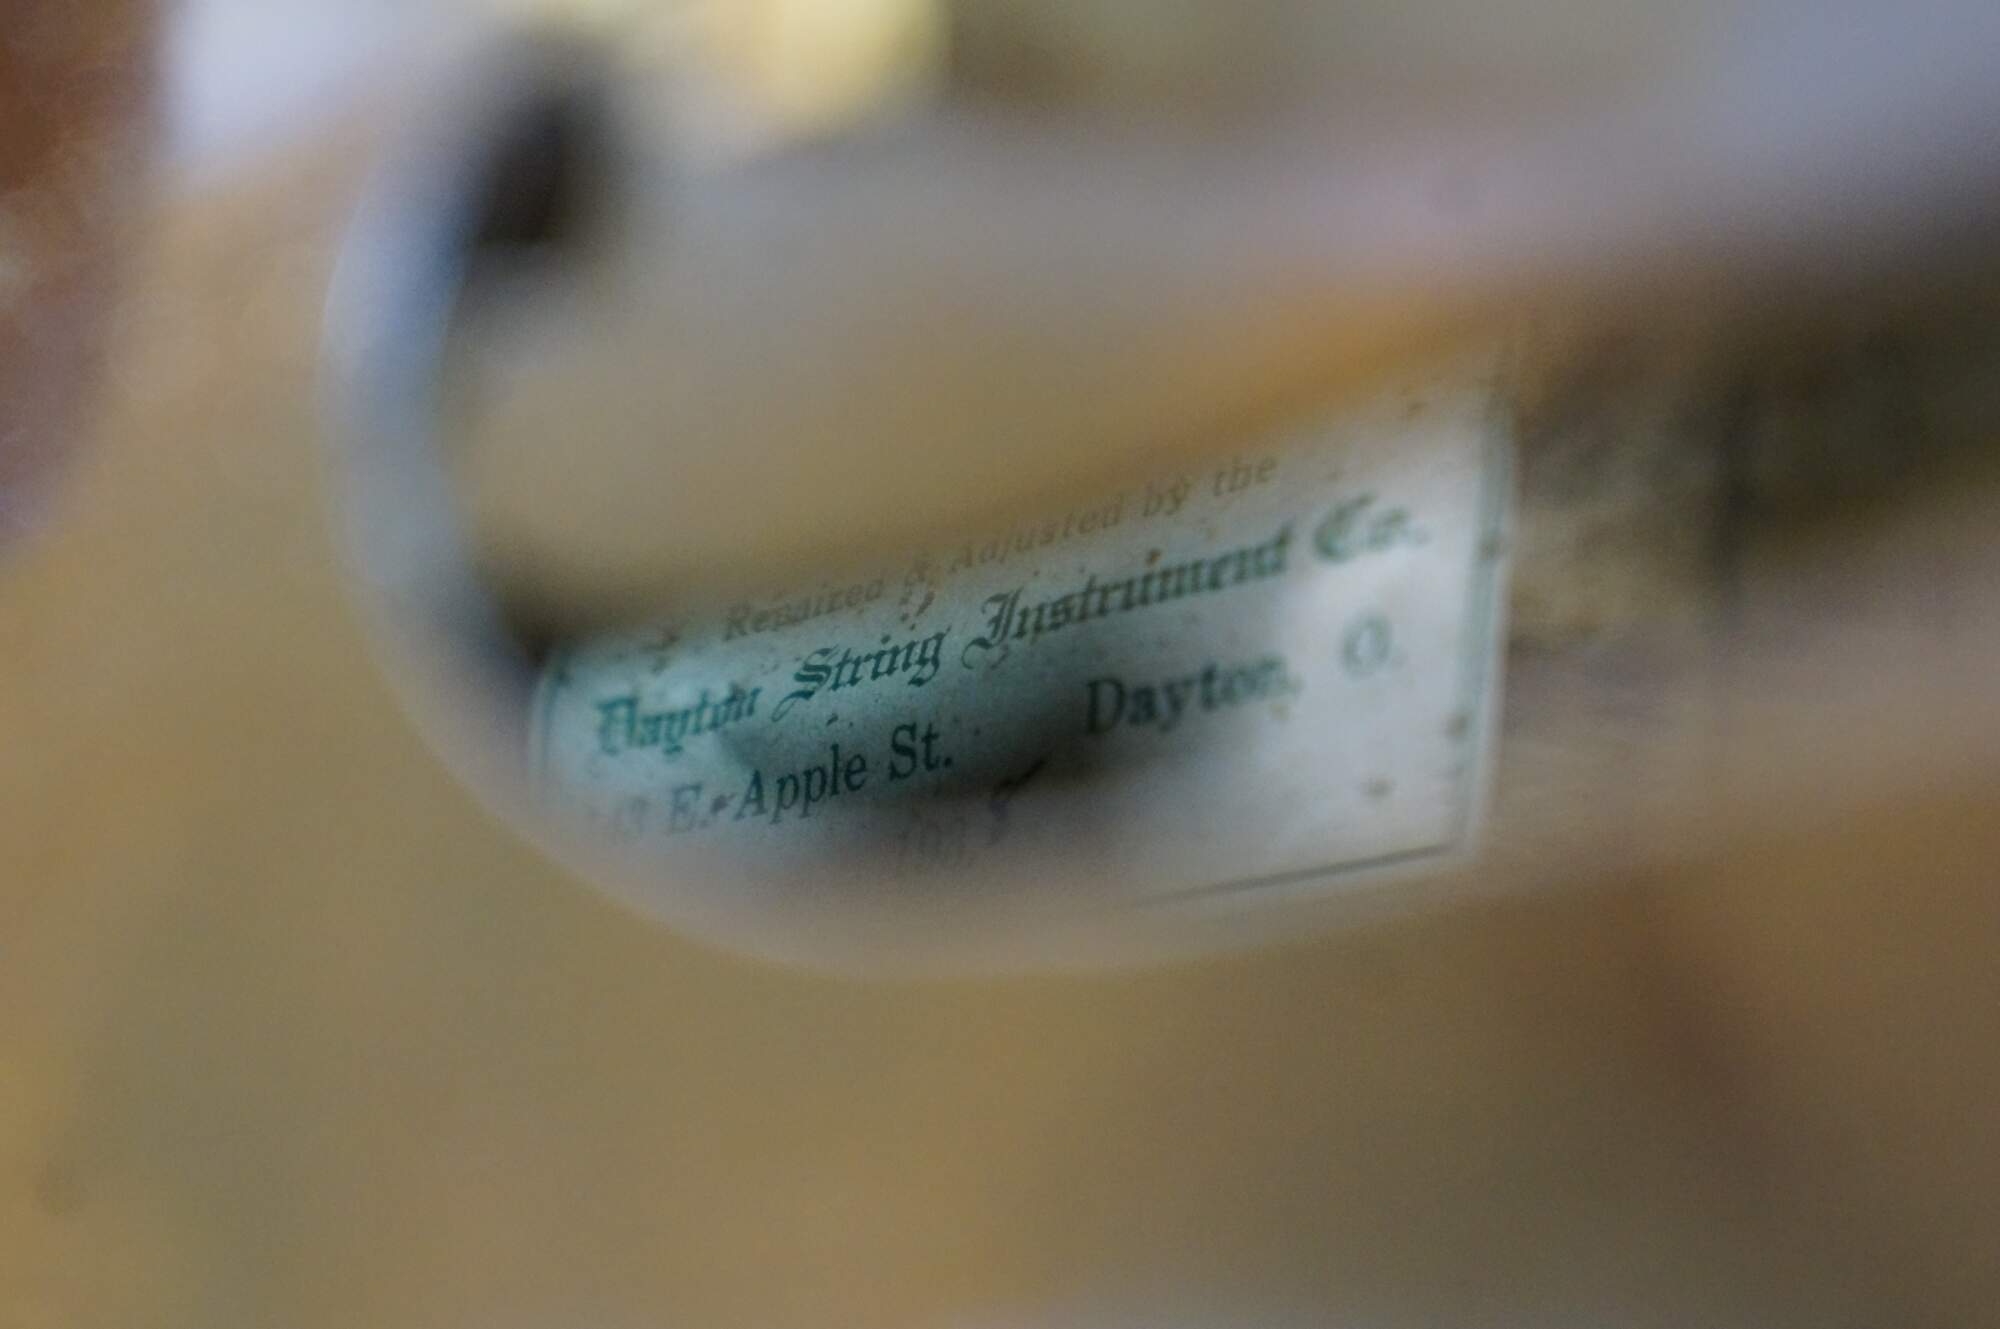 Repaired & Adjusted by the
Dayton String Instrument Co.
E. Apple St. Dayton, O.